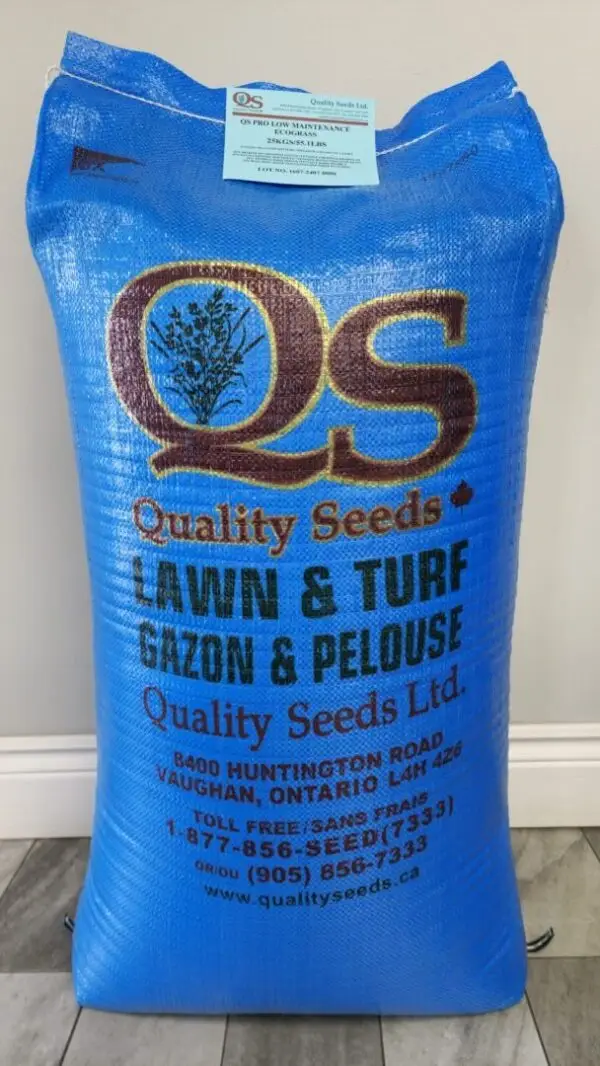 QS
Quality Seeds Ltd.
QS PRO LOW MAINTENANCE
ECOGRASS
25KGS/55.1LBS
QS
Quality Seeds
LAWN & TURF
GAZON & PELOUSE
Quality Seeds Ltd.
8400 HUNTINGTON ROAD
VAUGHAN, ONTARIO L4H 4Z6
TOLL FREE/SANS FRAIS
1-877-856-SEED(7333)
OR/OU (905) 856-7333
www.qualityseeds.ca